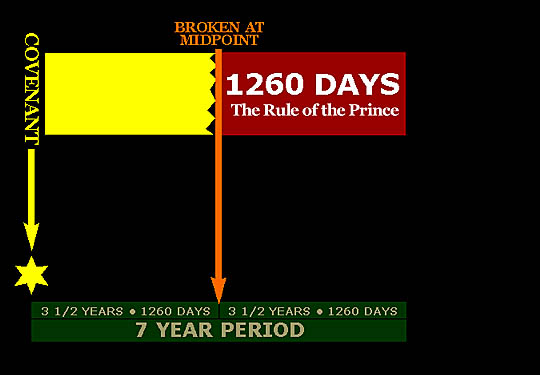 BROKEN AT
MIDPOINT
COVENANT
1260 DAYS
The Rule of the Prince
3 1/2 YEARS • 1260 DAYS
3 1/2 YEARS • 1260 DAYS
7 YEAR PERIOD